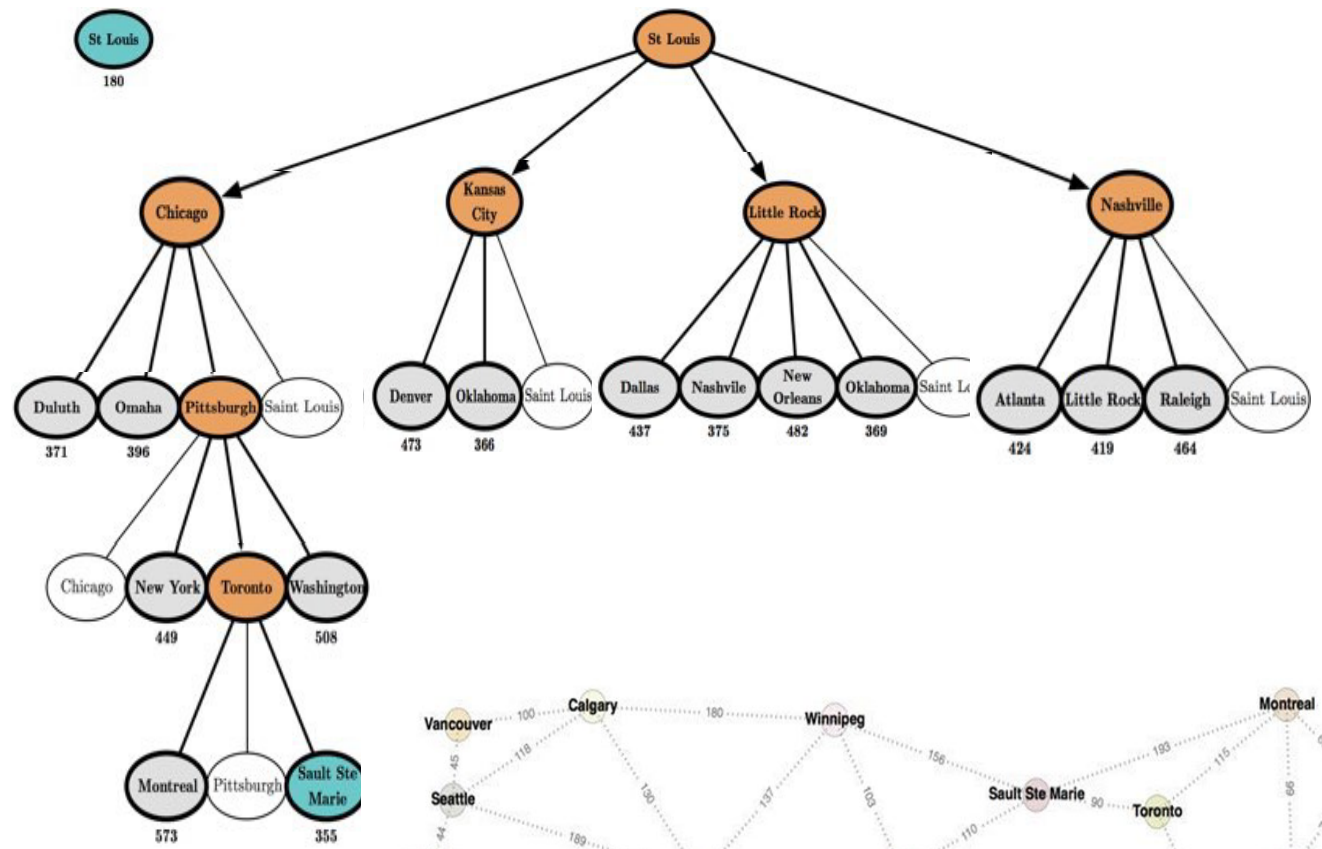 St Louis
180
St Louis
Chicago
Kansas
City
Little Rock
Nashville
Duluth
371
Omaha
396
Pittsburgh
Saint Louis
Denver
473
Oklahoma
366
Saint Louis
Dallas
437
Nashvile
375
New
Orleans
482
Oklahoma
369
Saint Lo
Atlanta
424
Little Rock
419
Raleigh
464
Saint Louis
Chicago
New York
449
Toronto
Washington
508
Montreal
573
Pittsburgh
Sault Ste
Marie
355
Vancouver
100
Calgary
180
Winnipeg
Montreal
45
118
130
137
103
156
193
115
66
Seattle
Sault Ste Marie
90
Toronto
44
189
110